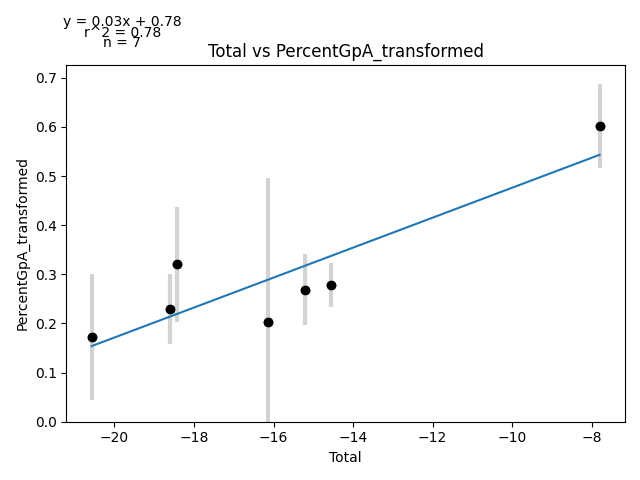 y = 0.03x + 0.78
r^2 = 0.78
n = 7
Total vs PercentGpA_transformed
PercentGpA_transformed
0.7
0.6
0.5
0.4
0.3
0.2
0.1
0.0
−20
−18
−16
−14
−12
−10
−8
Total